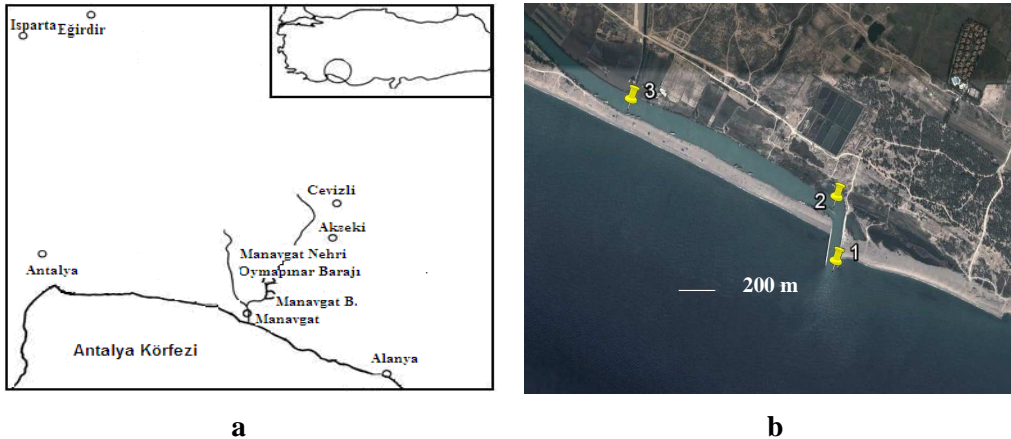 Isparta Eğirdir
Cevizli
Akseki
Manavgat Nehri
Oymapınar Barajı
Antalya
Manavgat B.
Manavgat
Antalya Körfezi
Alanya
a
3
2
1
200 m
b